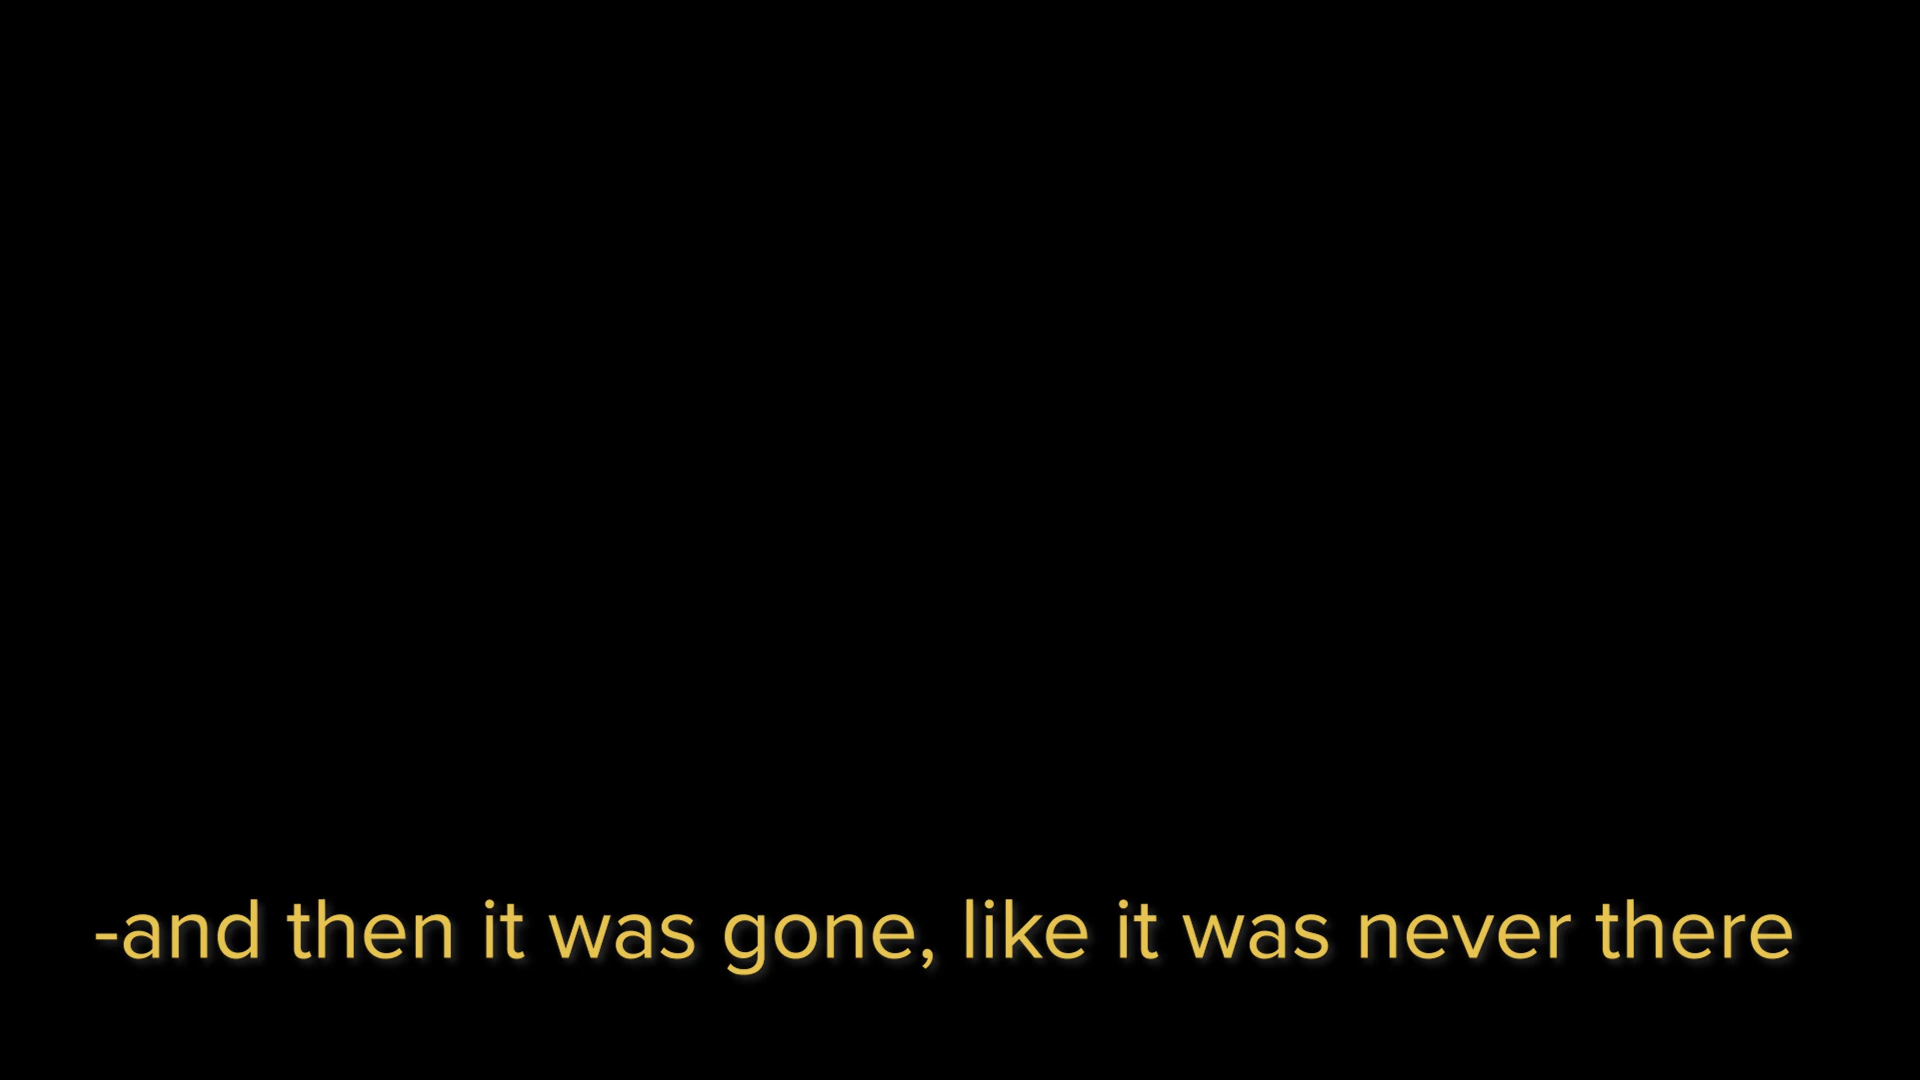 -and then it was gone, like it was never there